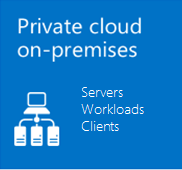 Private cloud
on-premises
Servers
Workloads
Clients